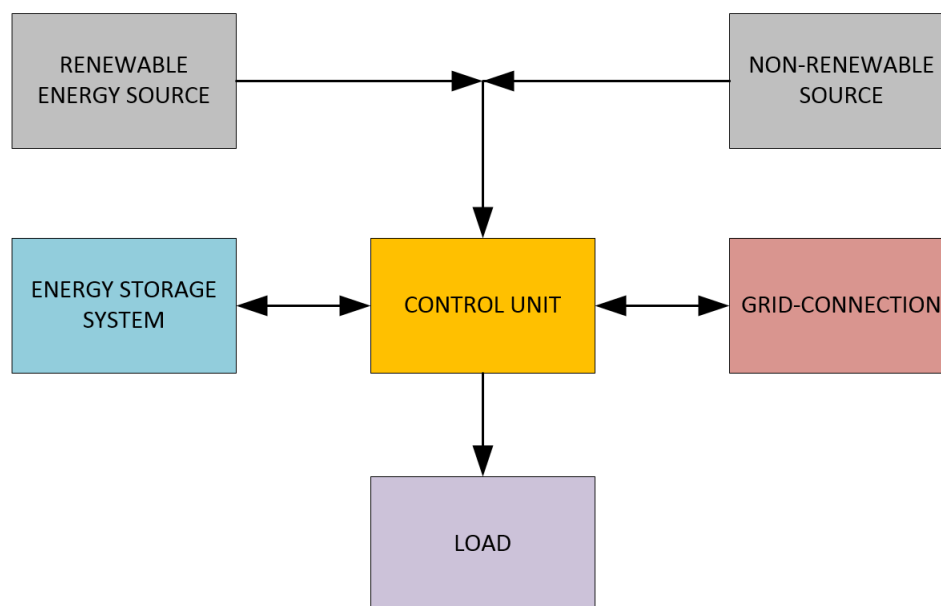 RENEWABLE
ENERGY SOURCE
NON-RENEWABLE
SOURCE
ENERGY STORAGE
SYSTEM
CONTROL UNIT
GRID-CONNECTION
LOAD